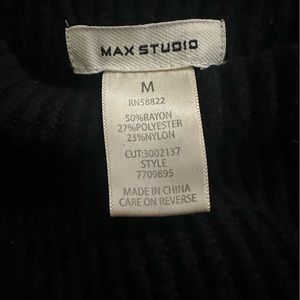 MAX STUDIO
M
RN58822
50%RAYON
27%POLYESTER
23%NYLON
CUT:3002137
STYLE
7709895
MADE IN CHINA
CARE ON REVERSE